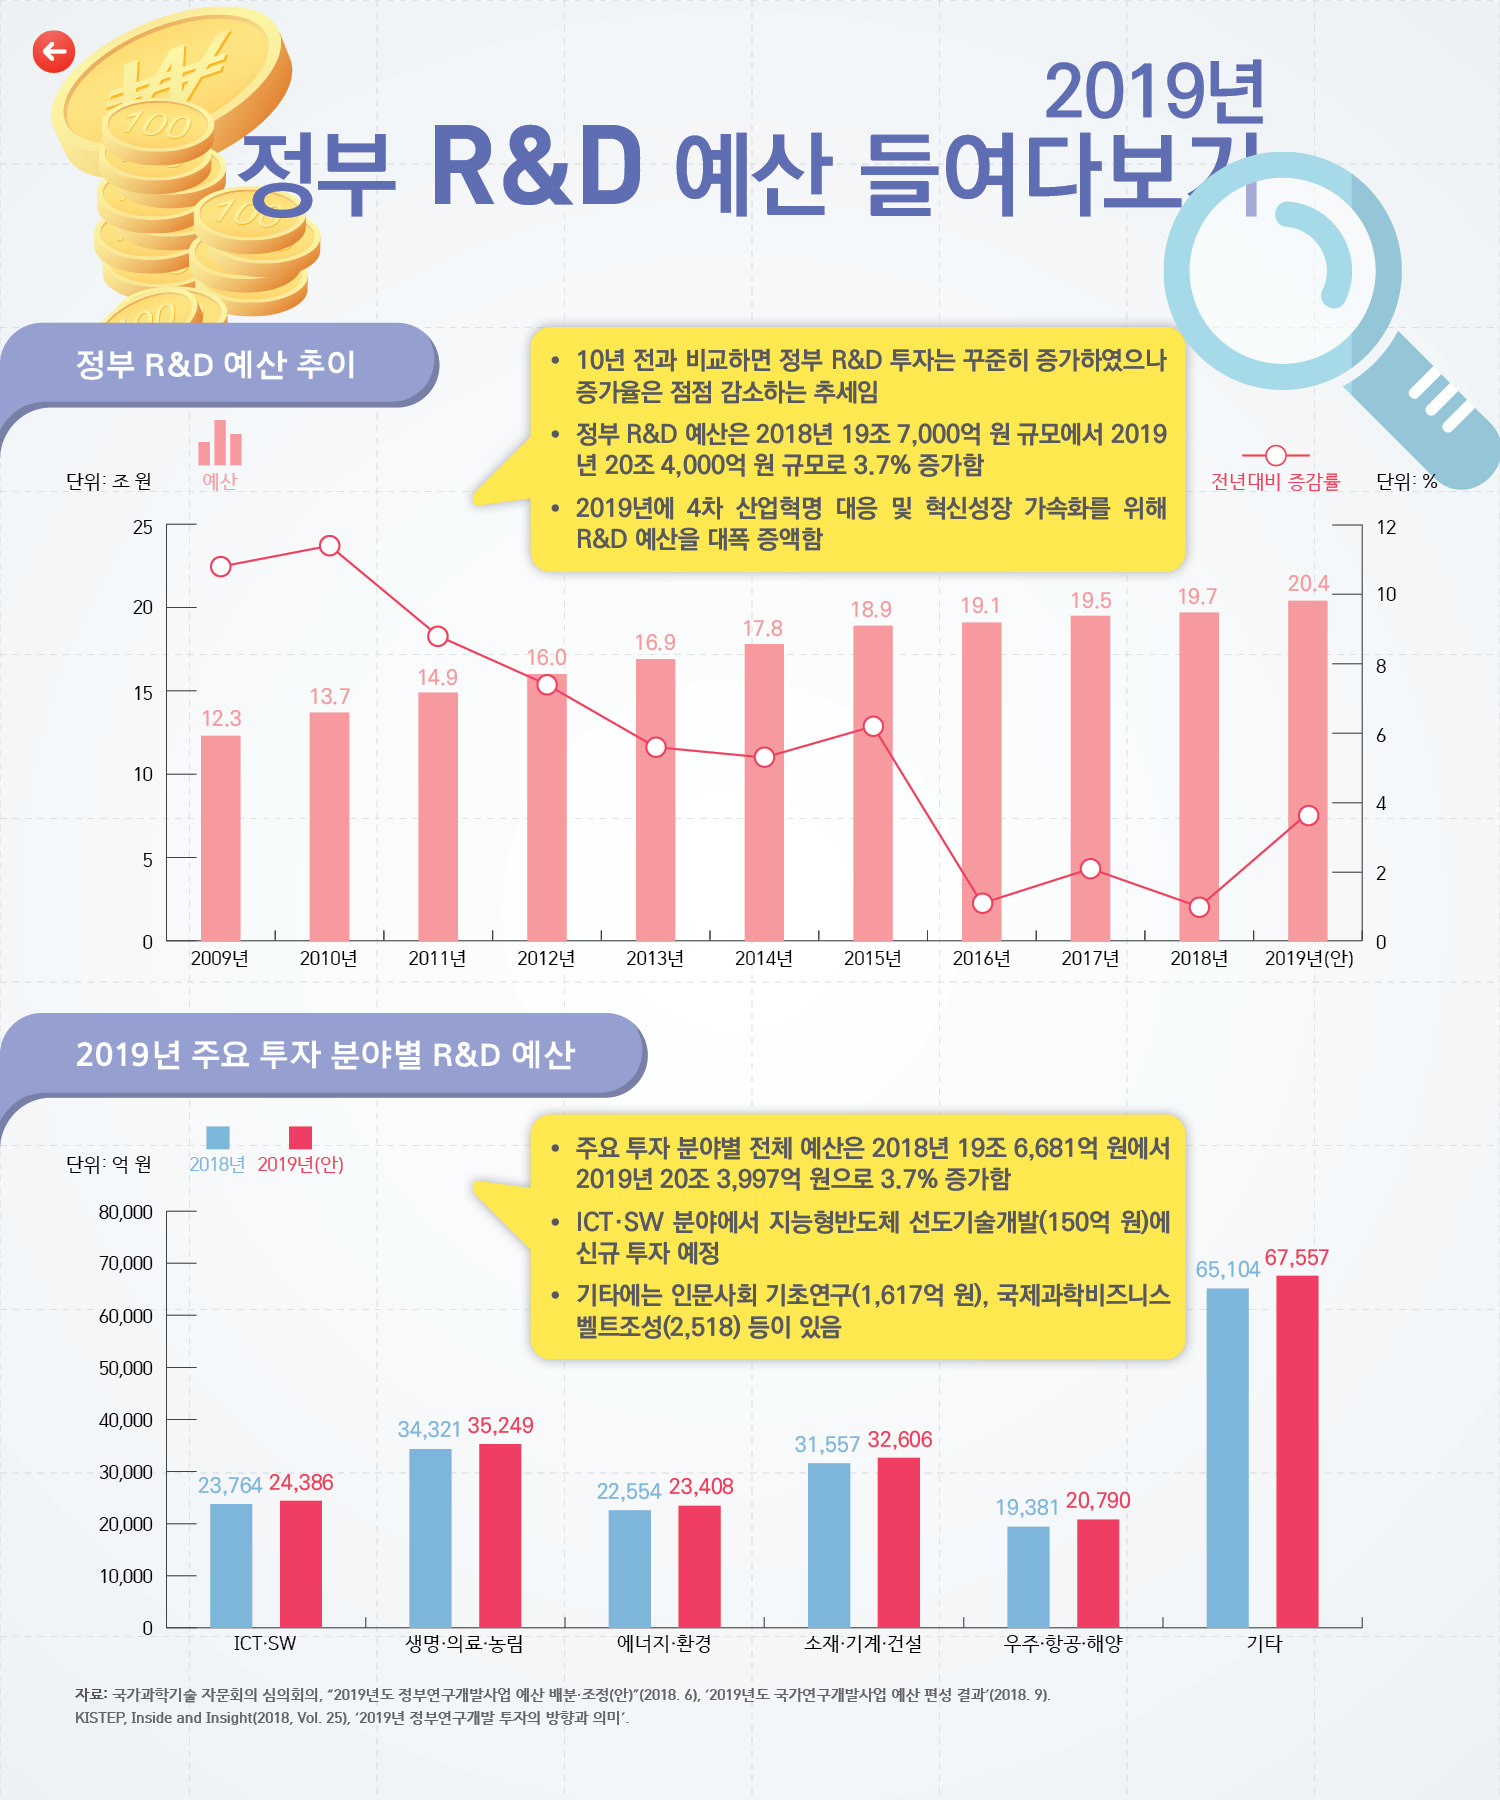 2019년
정부 R&D 예산 들여다보기
100
100
100
정부 R&D 예산 추이
• 10년 전과 비교하면 정부 R&D 투자는 꾸준히 증가하였으나
증가율은 점점 감소하는 추세임
• 정부 R&D 예산은 2018년 19조 7,000억 원 규모에서 2019
년 20조 4,000억 원 규모로 3.7% 증가함
• 2019년에 4차 산업혁명 대응 및 혁신성장 가속화를 위해
R&D 예산을 대폭 증액함
단위: 조 원
예산
전년대비 증감률
단위: %
25
20
15
10
5
0
12
10
8
6
4
2
0
12.3
13.7
14.9
16.0
16.9
17.8
18.9
19.1
19.5
19.7
20.4
2009년
2010년
2011년
2012년
2013년
2014년
2015년
2016년
2017년
2018년
2019년(안)
2019년 주요 투자 분야별 R&D 예산
• 주요 투자 분야별 전체 예산은 2018년 19조 6,681억 원에서
2019년 20조 3,997억 원으로 3.7% 증가함
• ICT·SW 분야에서 지능형반도체 선도기술개발(150억 원)에
신규 투자 예정
• 기타에는 인문사회 기초연구(1,617억 원), 국제과학비즈니스
벨트조성(2,518) 등이 있음
단위: 억 원
2018년
2019년(안)
80,000
70,000
60,000
50,000
40,000
30,000
20,000
10,000
0
23,764
24,386
34,321
35,249
22,554
23,408
31,557
32,606
19,381
20,790
65,104
67,557
ICT·SW
생명·의료·농림
에너지·환경
소재·기계·건설
우주·항공·해양
기타
자료: 국가과학기술 자문회의 심의회의, “2019년도 정부연구개발사업 예산 배분·조정(안)”(2018. 6), ‘2019년도 국가연구개발사업 예산 편성 결과’(2018. 9).
KISTEP, Inside and Insight(2018, Vol. 25), ‘2019년 정부연구개발 투자의 방향과 의미’.